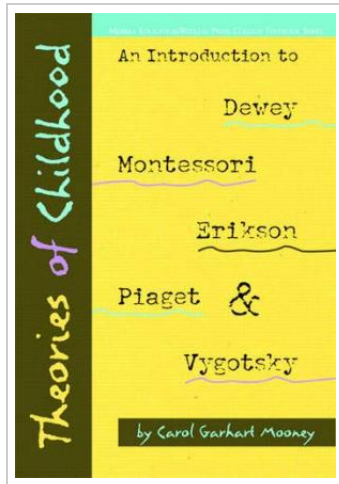 An Introduction to
Dewey
Montessori
Erikson
Piaget &
Vygotsky
by Carol Garhart Mooney
Theories of Childhood